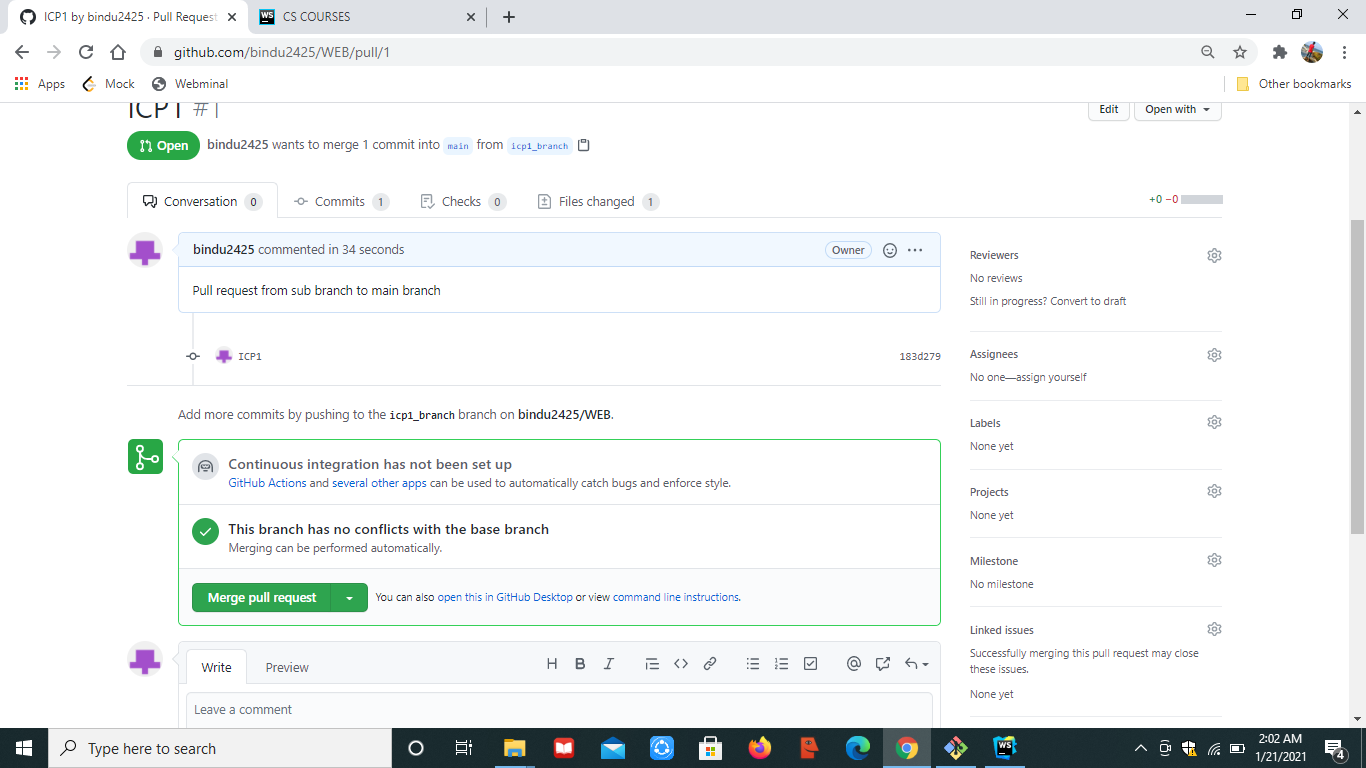 ICP1 by bindu2425 · Pull Request
CS COURSES
github.com/bindu2425/WEB/pull/1
Apps
Mock
Webminal
Other bookmarks
ICP1 #1
Edit
Open with
Open
bindu2425 wants to merge 1 commit into main from icp1_branch
Conversation 0
Commits 1
Checks 0
Files changed 1
+0 −0
bindu2425 commented in 34 seconds
Owner
Pull request from sub branch to main branch
ICP1
183d279
Add more commits by pushing to the icp1_branch branch on bindu2425/WEB.
Continuous integration has not been set up
GitHub Actions and several other apps can be used to automatically catch bugs and enforce style.
This branch has no conflicts with the base branch
Merging can be performed automatically.
Merge pull request
You can also open this in GitHub Desktop or view command line instructions.
Write
Preview
H B I
Leave a comment
Reviewers
No reviews
Still in progress? Convert to draft
Assignees
No one—assign yourself
Labels
None yet
Projects
None yet
Milestone
No milestone
Linked issues
Successfully merging this pull request may close
these issues.
None yet
Type here to search
WS
2:02 AM
1/21/2021
4